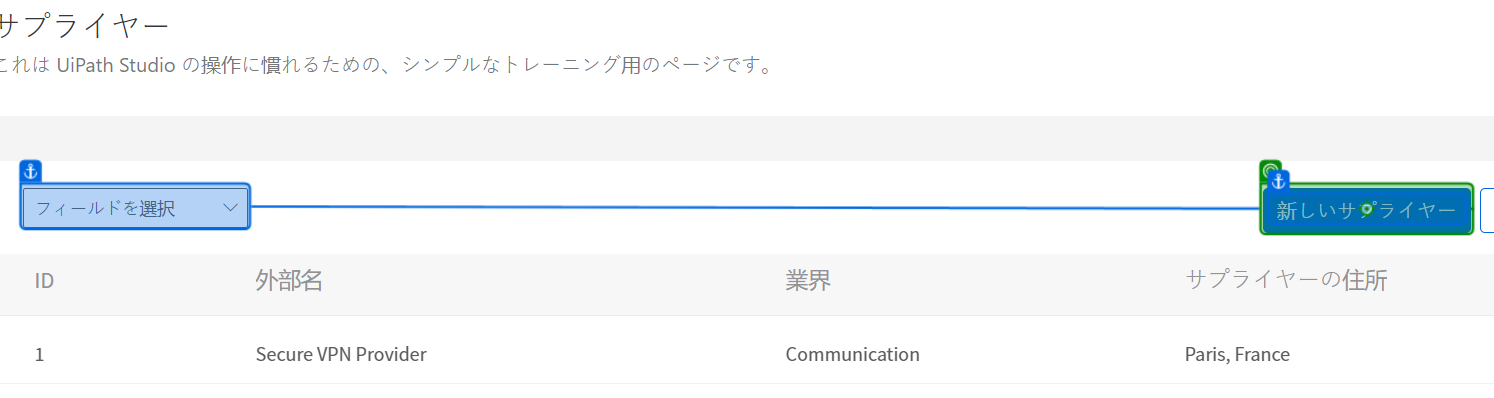 サプライヤー
これは UiPath Studio の操作に慣れるための、シンプルなトレーニング用のページです。
フィールドを選択
新しいサプライヤー
ID 外部名 業界 サプライヤーの住所
1 Secure VPN Provider Communication Paris, France